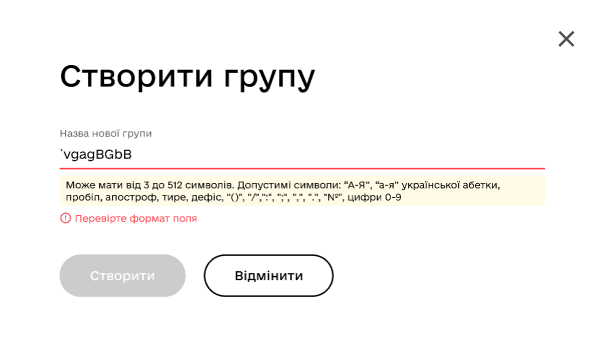 Створити групу
Назва нової групи
`vgagBGbB
Може мати від 3 до 512 символів. Допустимі символи: "А-Я", "а-я" української абетки,
пробіл, апостроф, тире, дефіс, "()", "/",":", ";", ",", ".", "№", цифри 0-9
Перевірте формат поля
Створити Відмінити